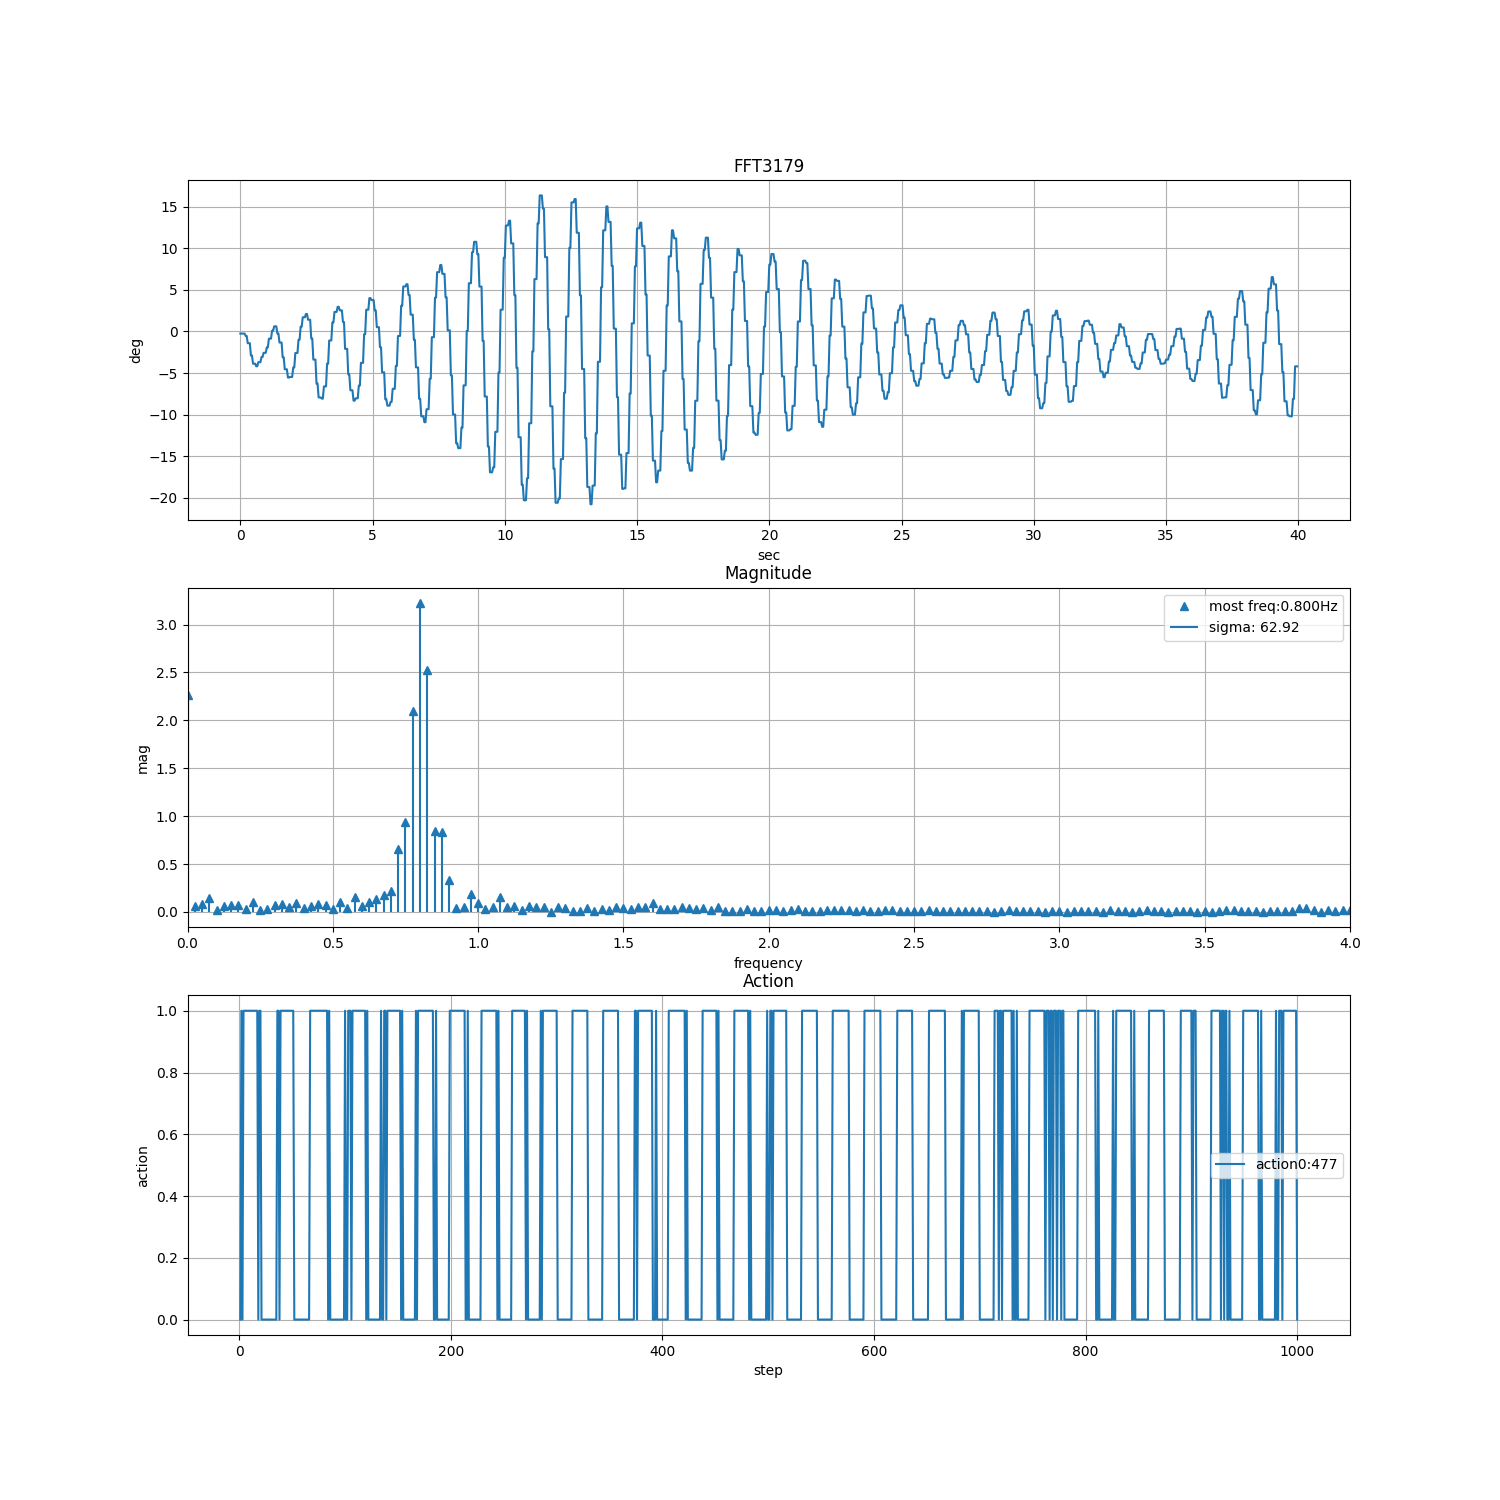 FFT3179
deg
15
10
5
0
−5
−10
−15
−20
0 5 10 15 20 25 30 35 40
sec
Magnitude
mag
3.0
2.5
2.0
1.5
1.0
0.5
0.0
most freq:0.800Hz
sigma: 62.92
0.0 0.5 1.0 1.5 2.0 2.5 3.0 3.5 4.0
frequency
Action
action
1.0
0.8
0.6
0.4
0.2
0.0
action0:477
0 200 400 600 800 1000
step